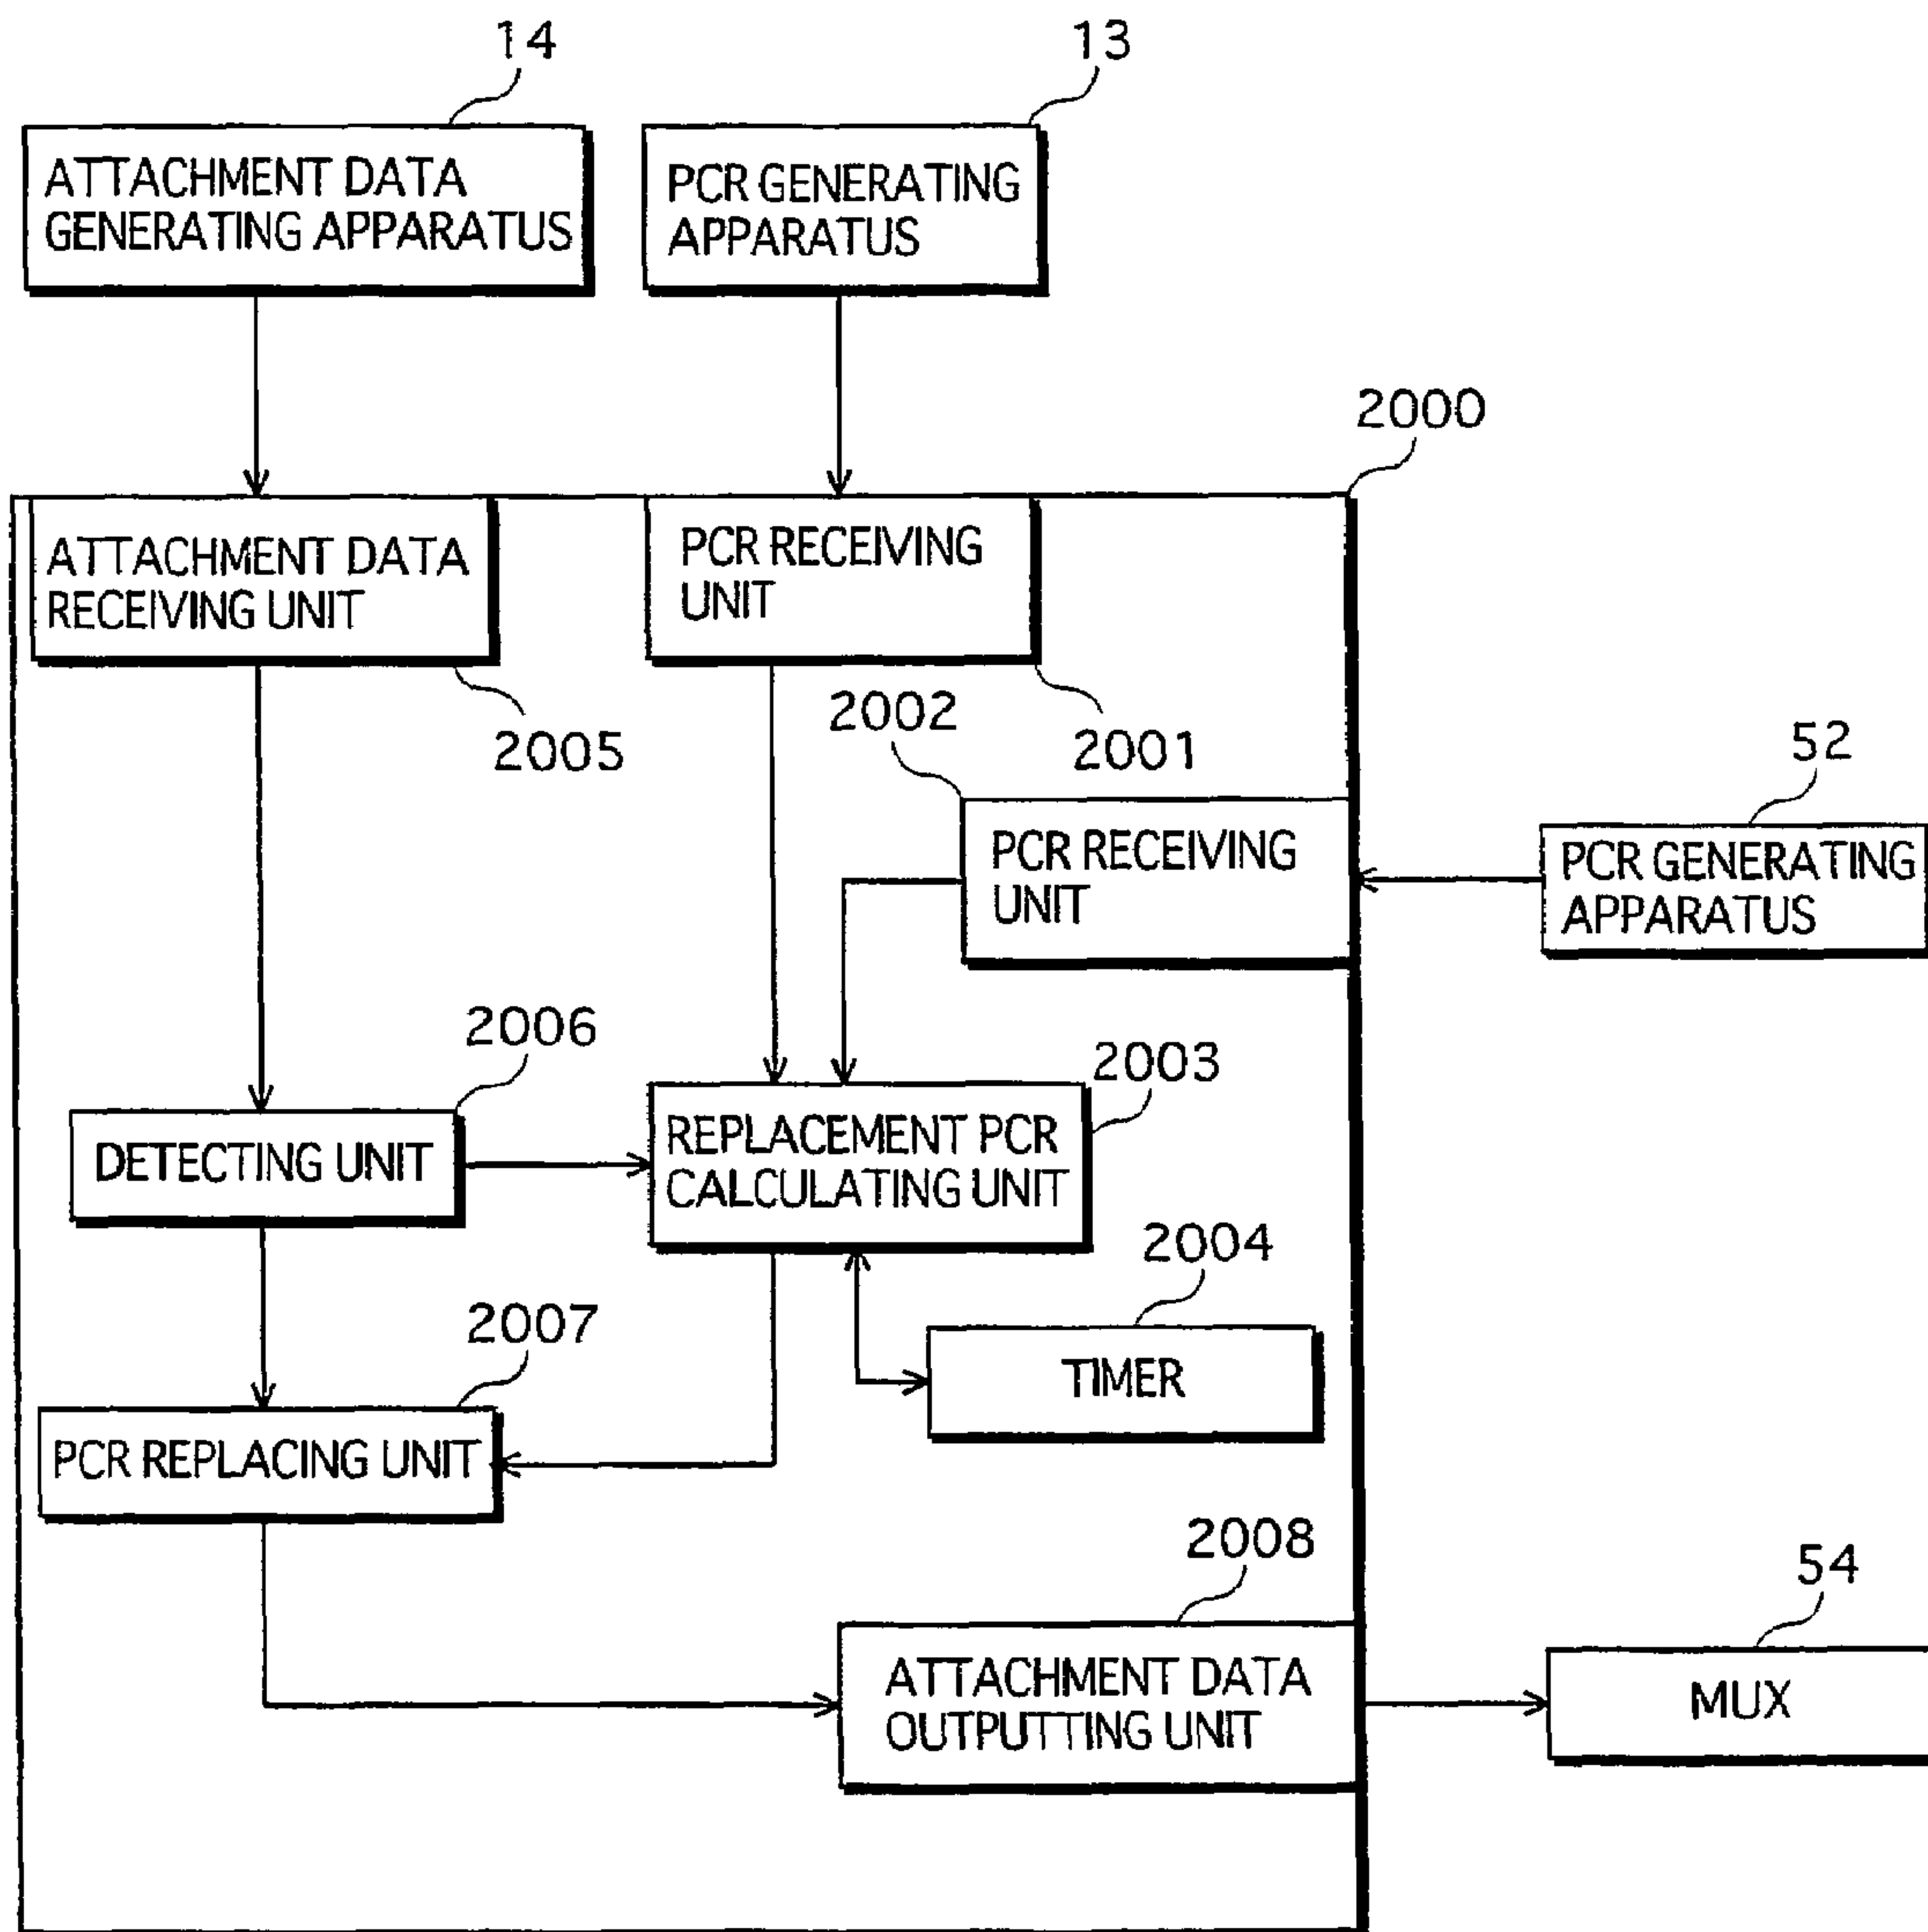 14
13
ATTACHMENT DATA
GENERATING APPARATUS
PCR GENERATING
APPARATUS
2000
ATTACHMENT DATA
RECEIVING UNIT
PCR RECEIVING
UNIT
2005
2001
2002
PCR RECEIVING
UNIT
52
PCR GENERATING
APPARATUS
2006
DETECTING UNIT
2003
REPLACEMENT PCR
CALCULATING UNIT
2004
TIMER
2007
PCR REPLACING UNIT
2008
ATTACHMENT DATA
OUTPUTTING UNIT
54
MUX